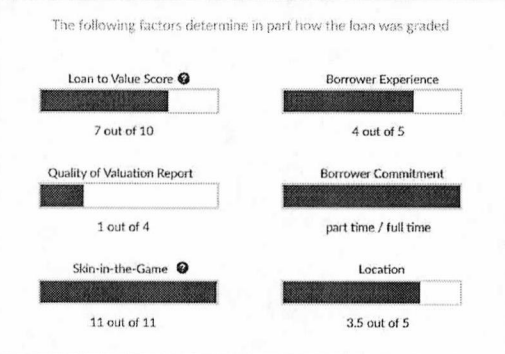 The following factors determine in part how the loan was graded
Loan to Value Score ?
7 out of 10
Borrower Experience
4 out of 5
Quality of Valuation Report
1 out of 4
Borrower Commitment
part time / full time
Skin-in-the-Game ?
11 out of 11
Location
3.5 out of 5